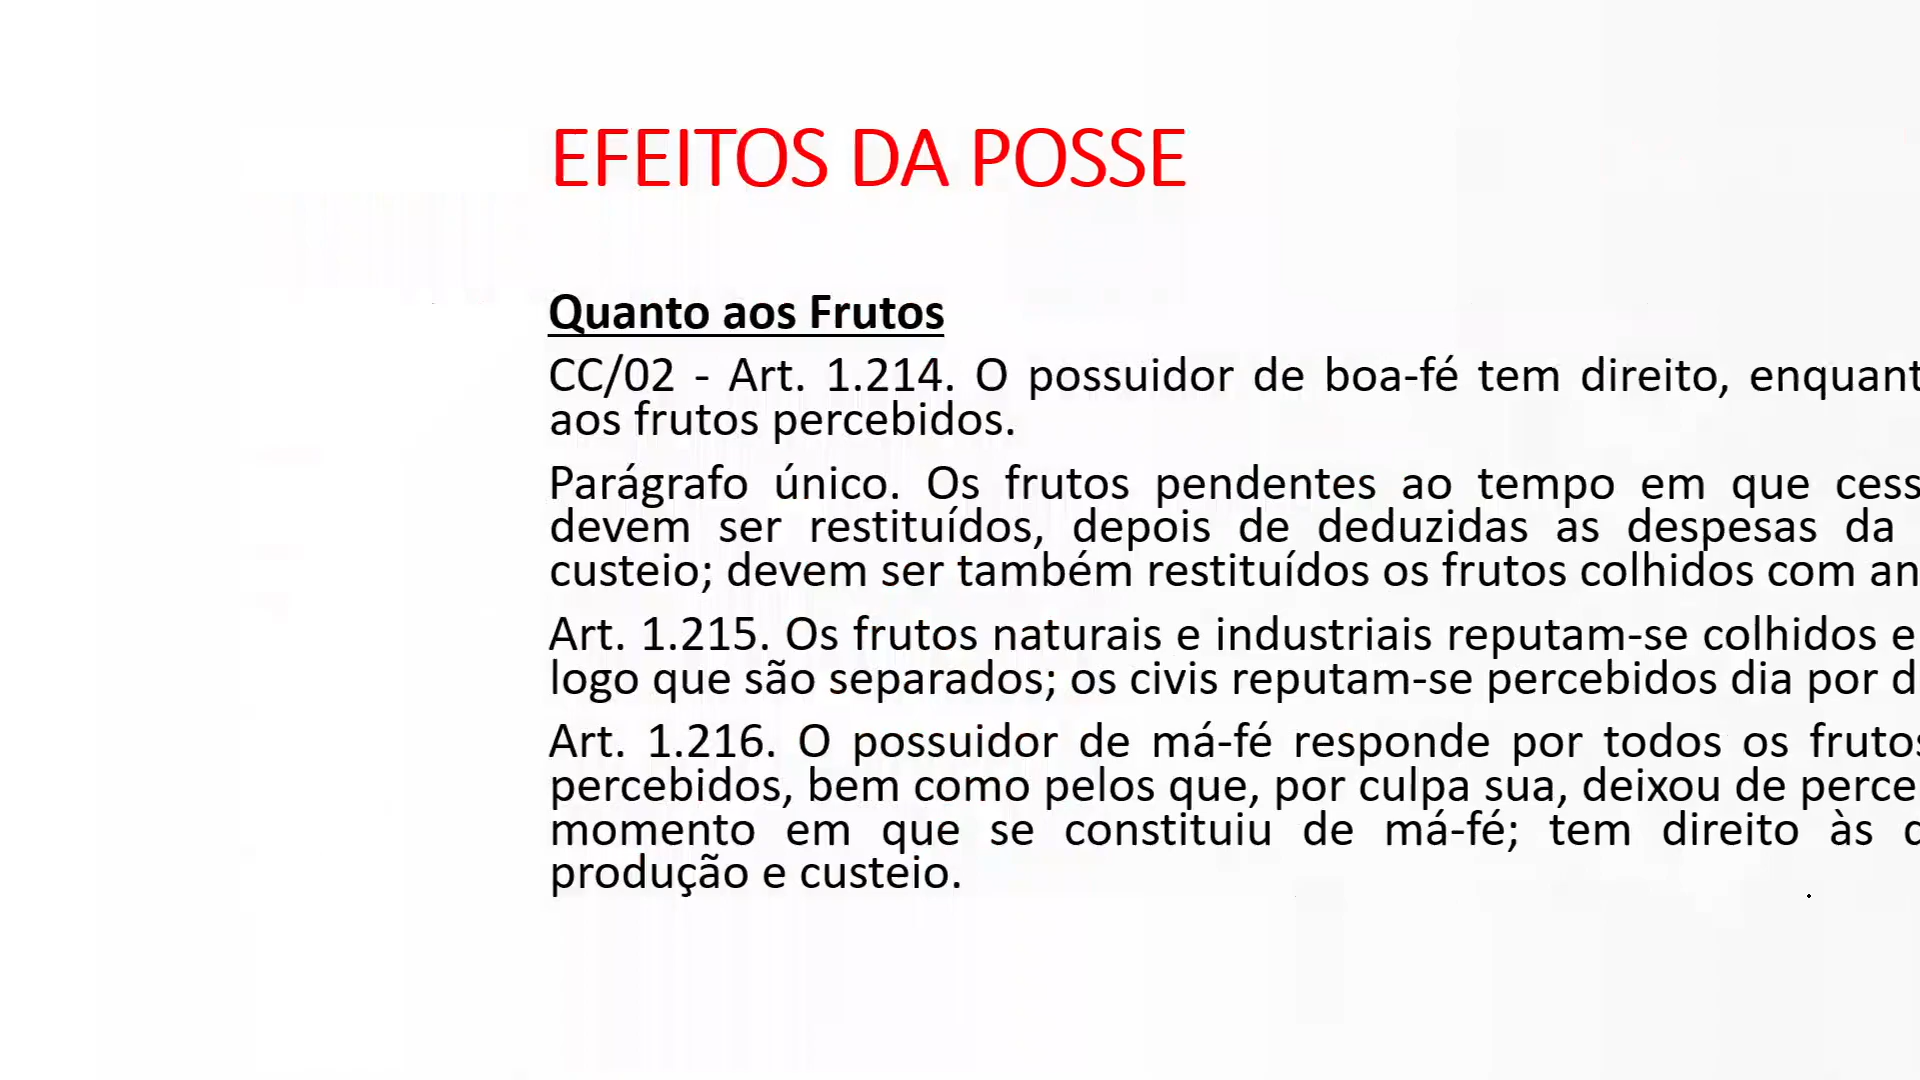 EFEITOS DA POSSE
Quanto aos Frutos
CC/02 - Art. 1.214. O possuidor de boa-fé tem direito, enquant
aos frutos percebidos.
Parágrafo único. Os frutos pendentes ao tempo em que cess
devem ser restituídos, depois de deduzidas as despesas da
custeio; devem ser também restituídos os frutos colhidos com an
Art. 1.215. Os frutos naturais e industriais reputam-se colhidos e
logo que são separados; os civis reputam-se percebidos dia por d
Art. 1.216. O possuidor de má-fé responde por todos os frutos
percebidos, bem como pelos que, por culpa sua, deixou de perce
momento em que se constituiu de má-fé; tem direito às d
produção e custeio.